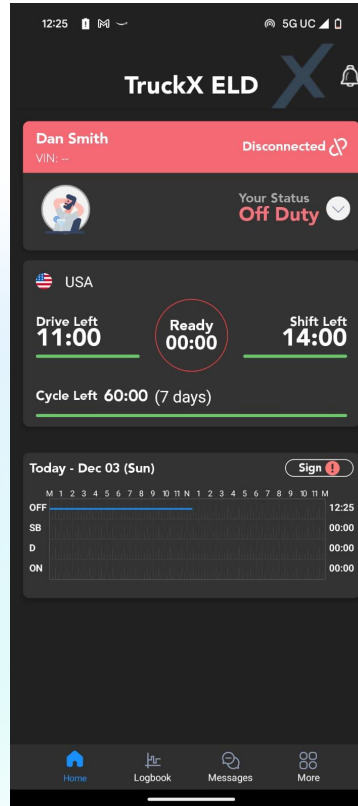 12:25
5G UC
TruckX ELD
Dan Smith
VIN: --
Disconnected
Your Status
Off Duty
USA
Drive Left
11:00
Ready
00:00
Shift Left
14:00
Cycle Left 60:00 (7 days)
Today - Dec 03 (Sun)
Sign
M 1 2 3 4 5 6 7 8 9 10 11 N 1 2 3 4 5 6 7 8 9 10 11 M
OFF 12:25
SB 00:00
D 00:00
ON 00:00
Home Logbook Messages More